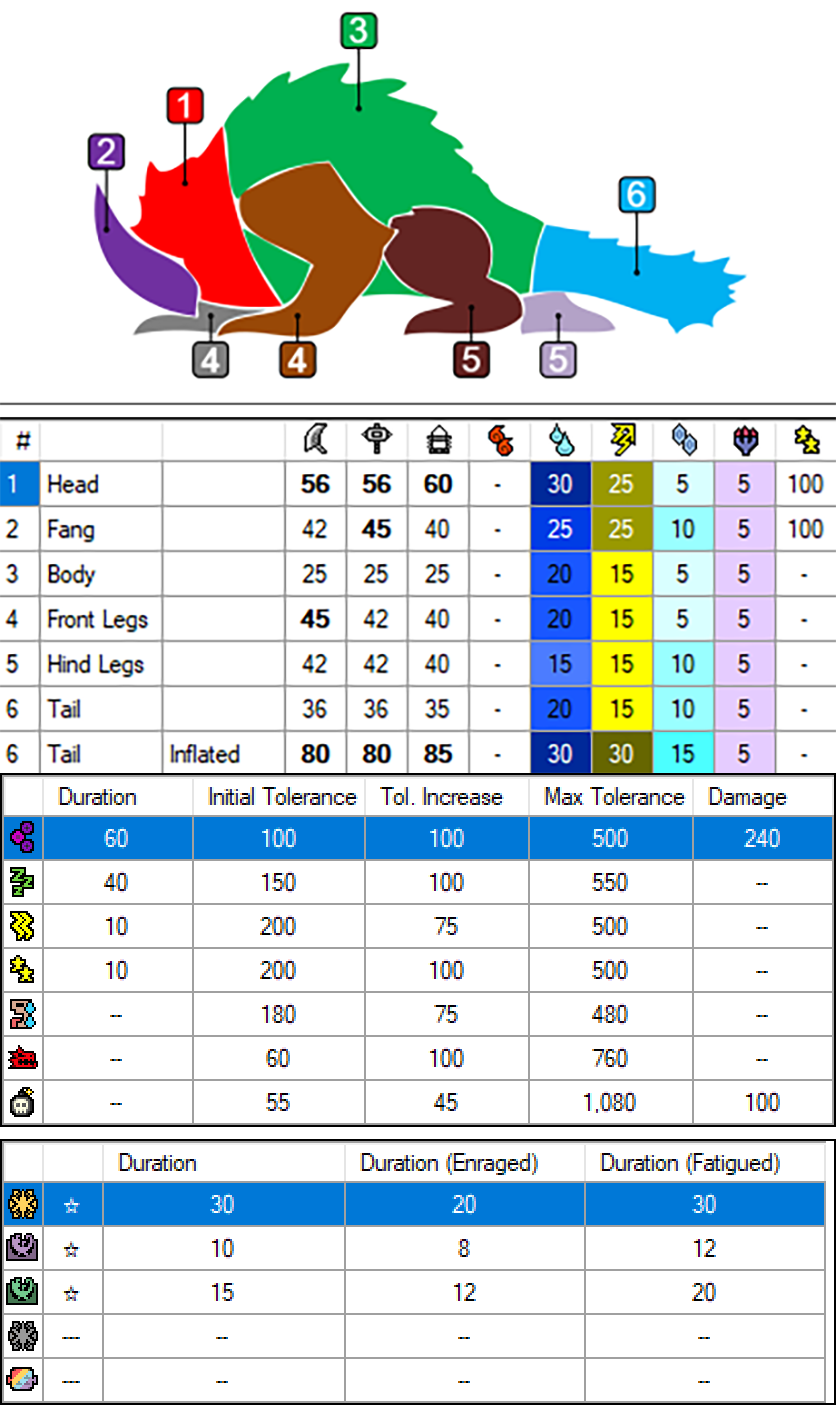 3
1
2
6
4 4 5 5
#
1 Head 56 56 60 - 30 25 5 5 100
2 Fang 42 45 40 - 25 25 10 5 100
3 Body 25 25 25 - 20 15 5 5 -
4 Front Legs 45 42 40 - 20 15 5 5 -
5 Hind Legs 42 42 40 - 15 15 10 5 -
6 Tail 36 36 35 - 20 15 10 5 -
6 Tail Inflated 80 80 85 - 30 30 15 5 -
Duration Initial Tolerance Tol. Increase Max Tolerance Damage
60 100 100 500 240
40 150 100 550 --
10 200 75 500 --
10 200 100 500 --
-- 180 75 480 --
-- 60 100 760 --
-- 55 45 1,080 100
Duration Duration (Enraged) Duration (Fatigued)
☆ 30 20 30
☆ 10 8 12
☆ 15 12 20
--- -- -- --
--- -- -- --